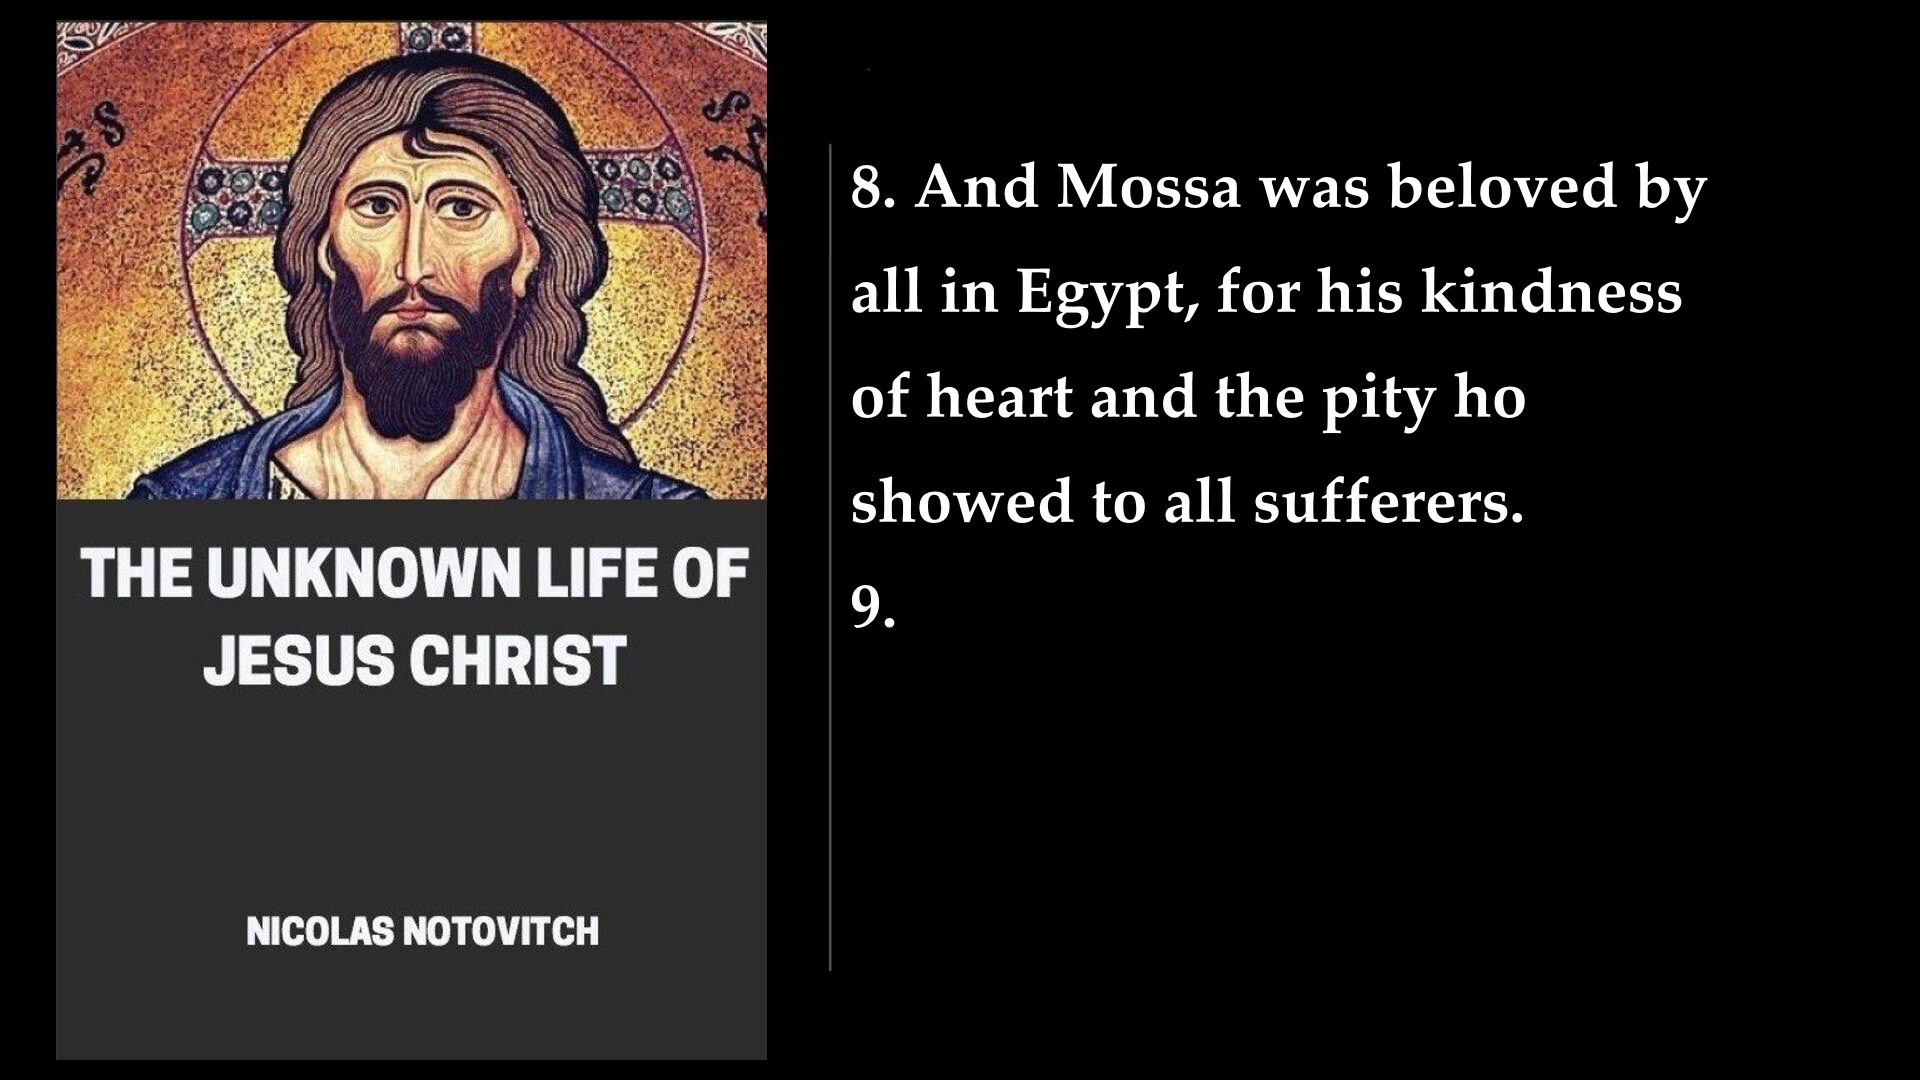 THE UNKNOWN LIFE OF
JESUS CHRIST
NICOLAS NOTOVITCH
8. And Mossa was beloved by
all in Egypt, for his kindness
of heart and the pity ho
showed to all sufferers.
9.